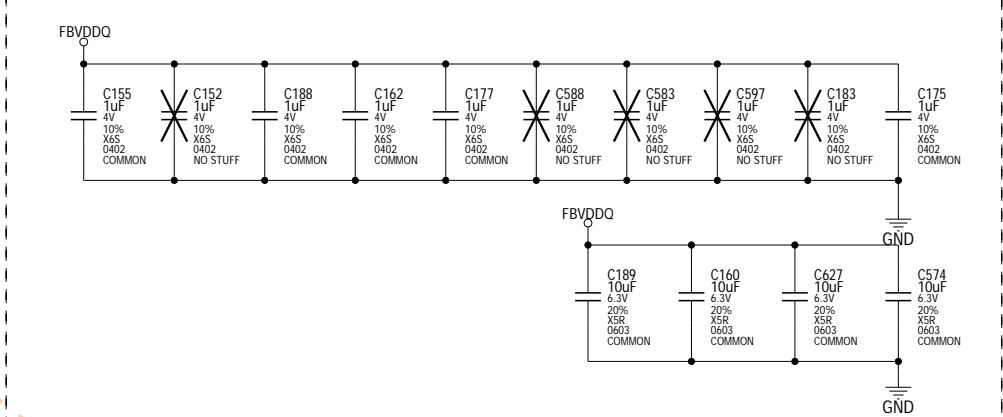 FBVDDQ
C155
1uF
4V
10%
X6S
0402
COMMON
C152
1uF
4V
10%
X6S
0402
NO STUFF
C188
1uF
4V
10%
X6S
0402
COMMON
C162
1uF
4V
10%
X6S
0402
COMMON
C177
1uF
4V
10%
X6S
0402
COMMON
C588
1uF
4V
10%
X6S
0402
NO STUFF
C583
1uF
4V
10%
X6S
0402
NO STUFF
C597
1uF
4V
10%
X6S
0402
NO STUFF
C183
1uF
4V
10%
X6S
0402
NO STUFF
C175
1uF
4V
10%
X6S
0402
COMMON
GND
FBVDDQ
C189
10uF
6.3V
20%
X5R
0603
COMMON
C160
10uF
6.3V
20%
X5R
0603
COMMON
C627
10uF
6.3V
20%
X5R
0603
COMMON
C574
10uF
6.3V
20%
X5R
0603
COMMON
GND